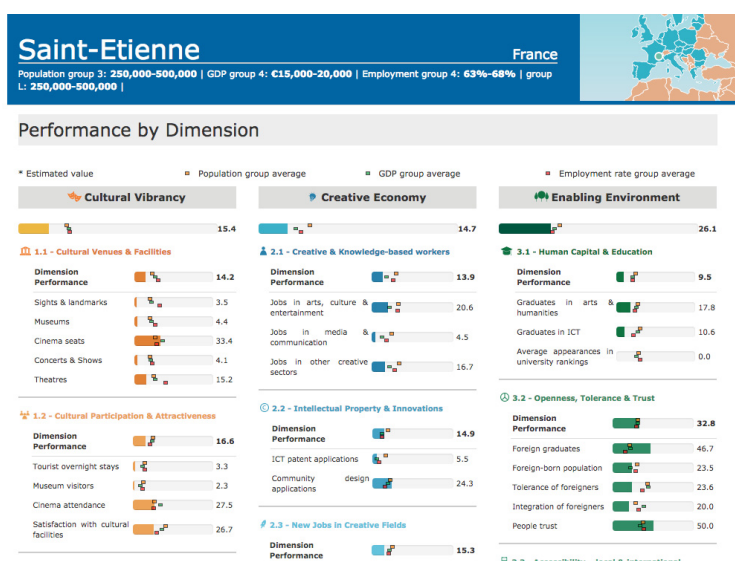 Saint-Etienne
France
Population group 3: 250,000-500,000 | GDP group 4: €15,000-20,000 | Employment group 4: 63%-68% | group
L: 250,000-500,000 |
Performance by Dimension
* Estimated value
Population group average
GDP group average
Employment rate group average
Cultural Vibrancy
15.4
1.1 - Cultural Venues & Facilities
Dimension
Performance
14.2
Sights & landmarks
3.5
Museums
4.4
Cinema seats
33.4
Concerts & Shows
4.1
Theatres
15.2
1.2 - Cultural Participation & Attractiveness
Dimension
Performance
16.6
Tourist overnight stays
3.3
Museum visitors
2.3
Cinema attendance
27.5
Satisfaction with cultural
facilities
26.7
Creative Economy
14.7
2.1 - Creative & Knowledge-based workers
Dimension
Performance
13.9
Jobs in arts, culture &
entertainment
20.6
Jobs in media &
communication
4.5
Jobs in other creative
sectors
16.7
2.2 - Intellectual Property & Innovations
Dimension
Performance
14.9
ICT patent applications
5.5
Community design
applications
24.3
2.3 - New Jobs in Creative Fields
Dimension
Performance
15.3
Enabling Environment
26.1
3.1 - Human Capital & Education
Dimension
Performance
9.5
Graduates in arts &
humanities
17.8
Graduates in ICT
10.6
Average appearances in
university rankings
0.0
3.2 - Openness, Tolerance & Trust
Dimension
Performance
32.8
Foreign graduates
46.7
Foreign-born population
23.5
Tolerance of foreigners
23.6
Integration of foreigners
20.0
People trust
50.0